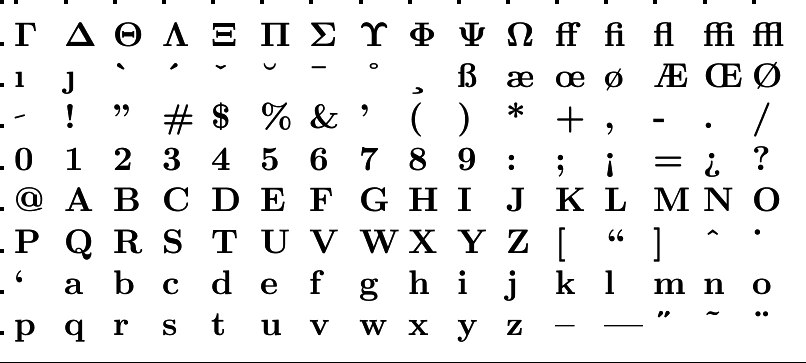 Γ Δ Θ Λ Ξ Π Σ Υ Φ Ψ Ω ff fi fl ffi ffl
ı ȷ ` ´ ˇ ˘ ¯ ˚ ¸ ß æ œ ø Æ Œ Ø
- ! ” # $ % & ’ ( ) * + , - . /
0 1 2 3 4 5 6 7 8 9 : ; ¡ = ¿ ?
@ A B C D E F G H I J K L M N O
P Q R S T U V W X Y Z [ “ ] ˆ ˙
‘ a b c d e f g h i j k l m n o
p q r s t u v w x y z – — ˝ ˜ ¨